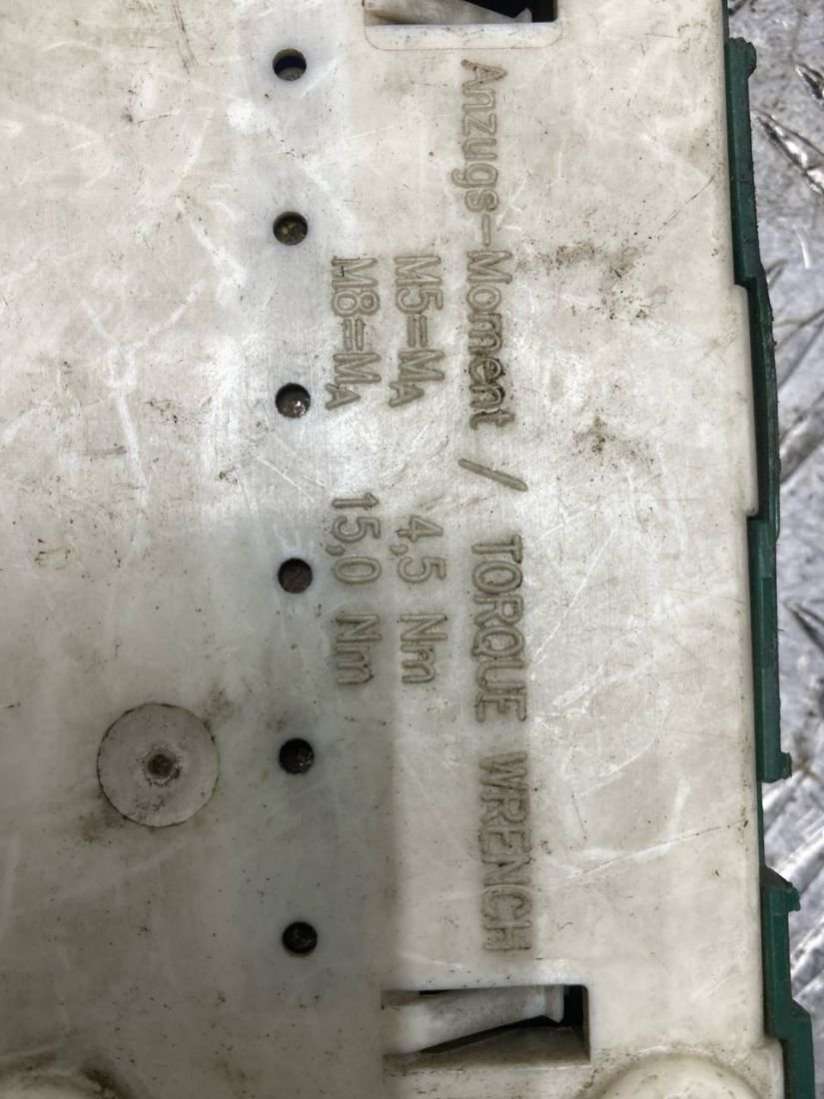 Anzugs-Moment / TORQUE WRENCH
M5=MA 4,5 Nm
M8=MA 15,0 Nm